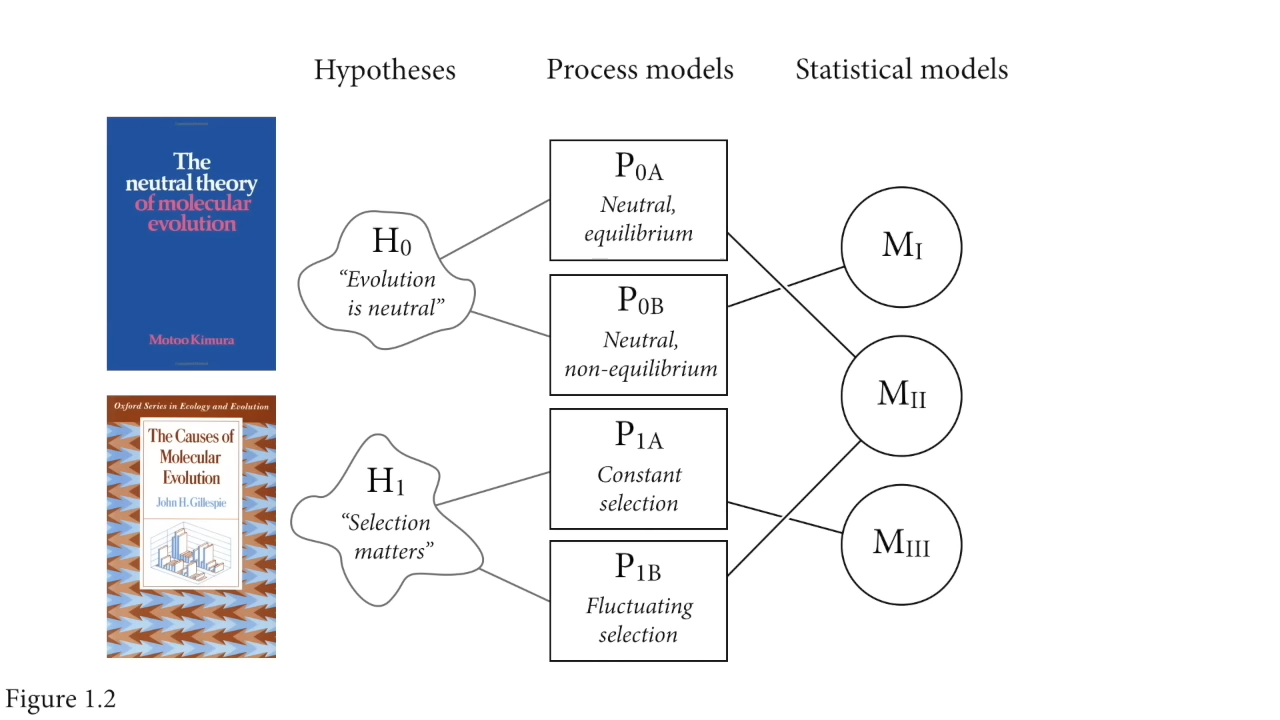 Hypotheses
Process models
Statistical models
The
neutral theory
of molecular
evolution
Motoo Kimura
Oxford Series in Ecology and Evolution
The Causes of
Molecular
Evolution
John H. Gillespie
H0
“Evolution
is neutral”
H1
“Selection
matters”
P0A
Neutral,
equilibrium
P0B
Neutral,
non-equilibrium
P1A
Constant
selection
P1B
Fluctuating
selection
MI
MII
MIII
Figure 1.2